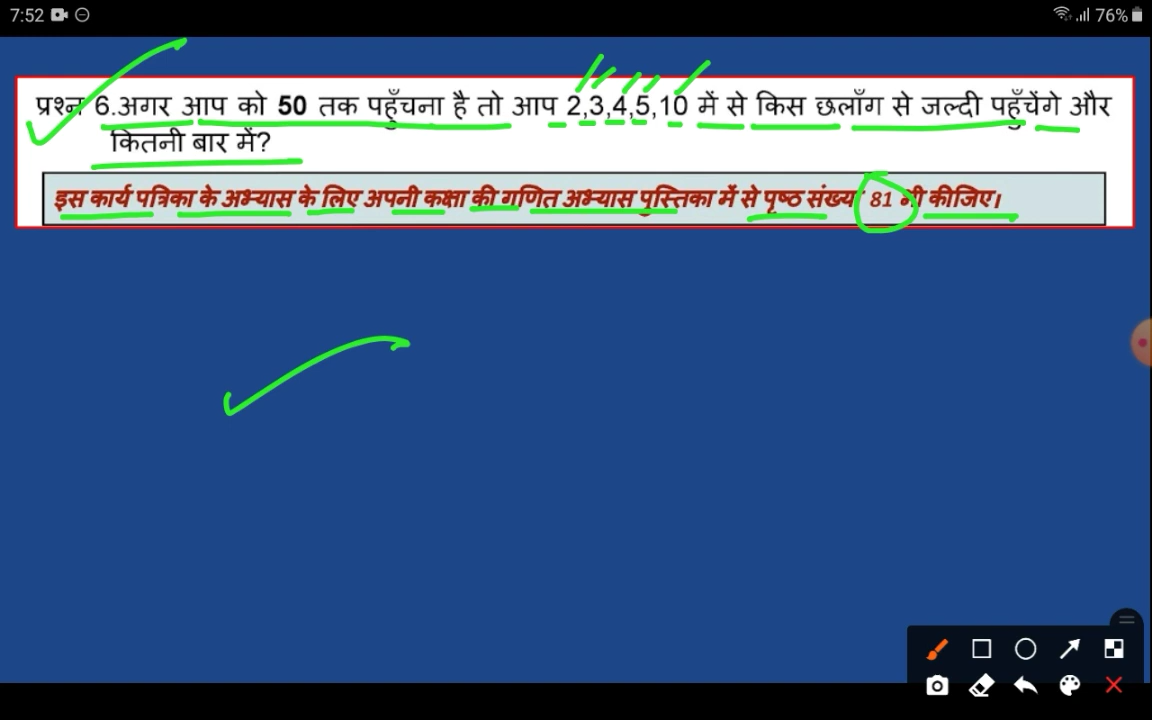 7:52
76%
प्रश्न 6.अगर आप को 50 तक पहुँचना है तो आप 2,3,4,5,10 में से किस छलाँग से जल्दी पहुँचेंगे और
कितनी बार में?
इस कार्य पत्रिका के अभ्यास के लिए अपनी कक्षा की गणित अभ्यास पुस्तिका में से पृष्ठ संख्या 81 भी कीजिए।